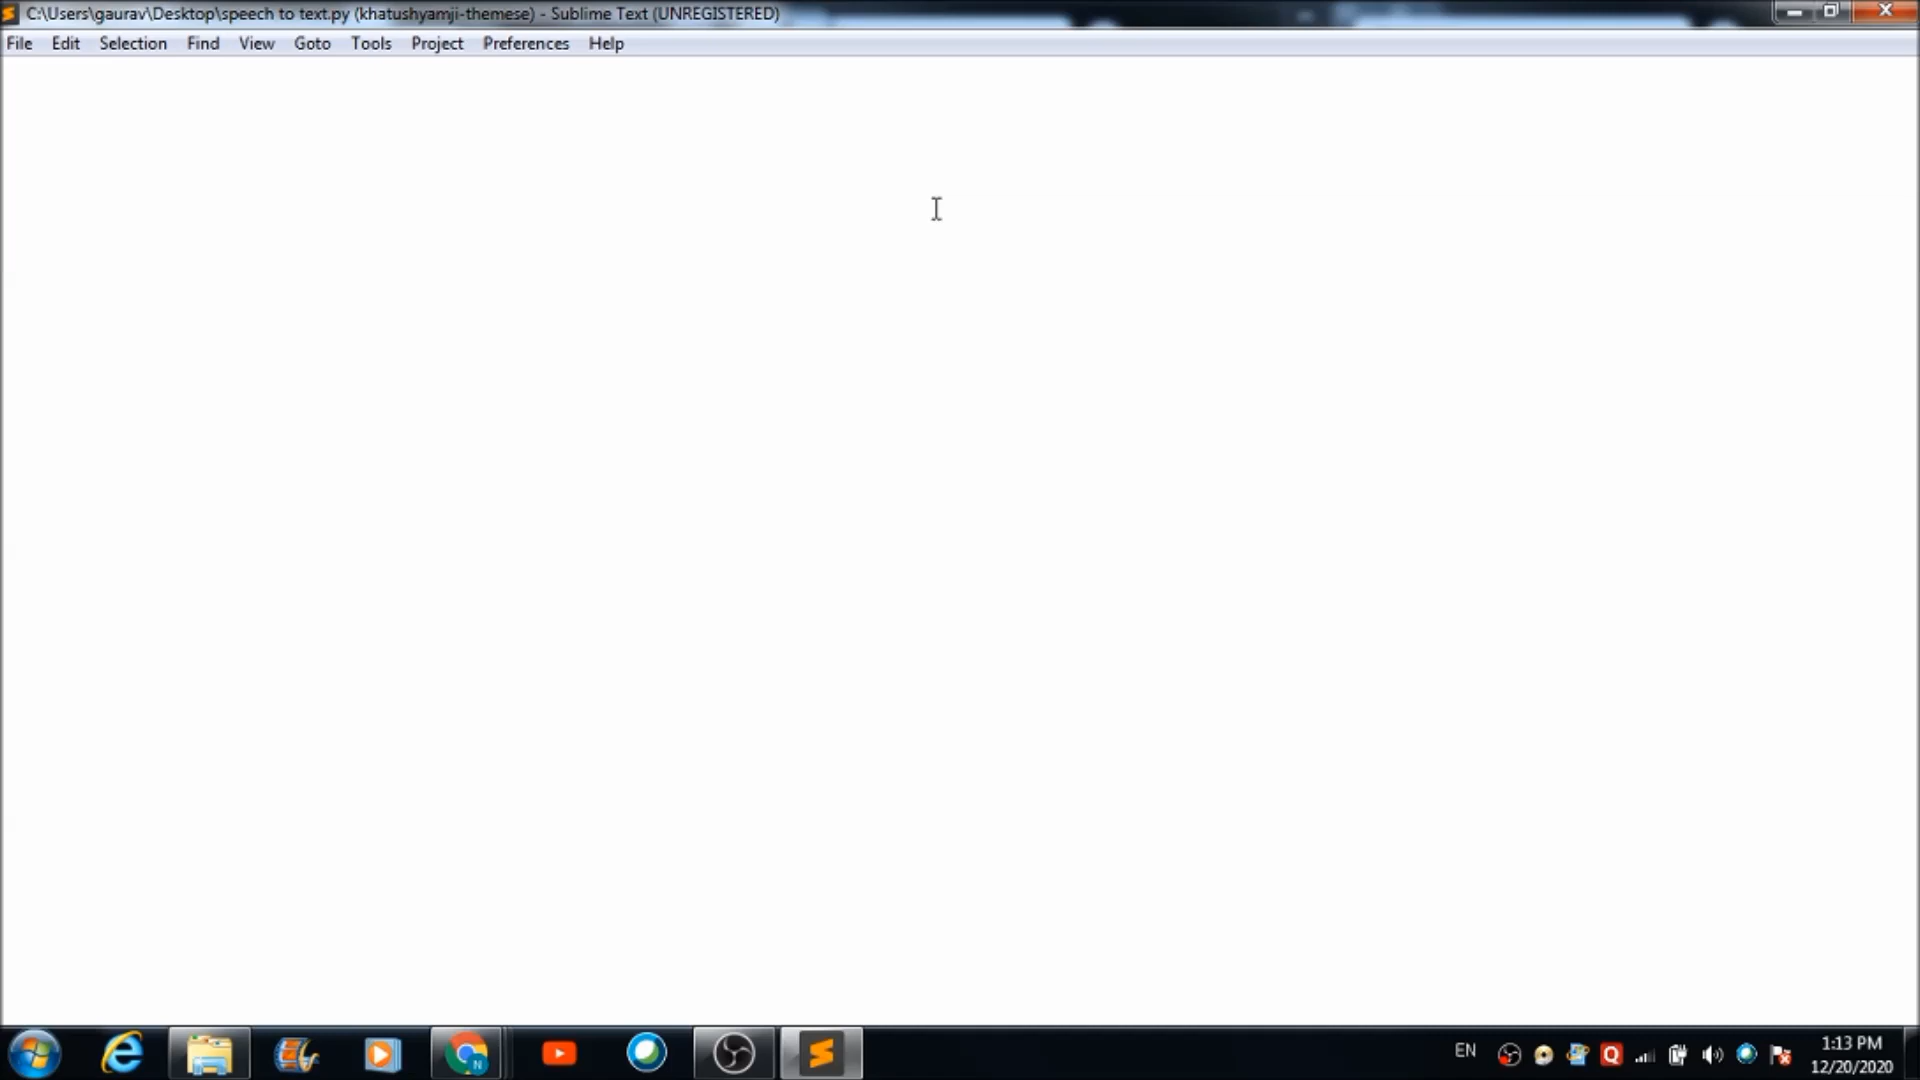 C:\Users\gaurav\Desktop\speech to text.py (khatushyamji-themese) - Sublime Text (UNREGISTERED)
File Edit Selection Find View Goto Tools Project Preferences Help
EN
1:13 PM
12/20/2020